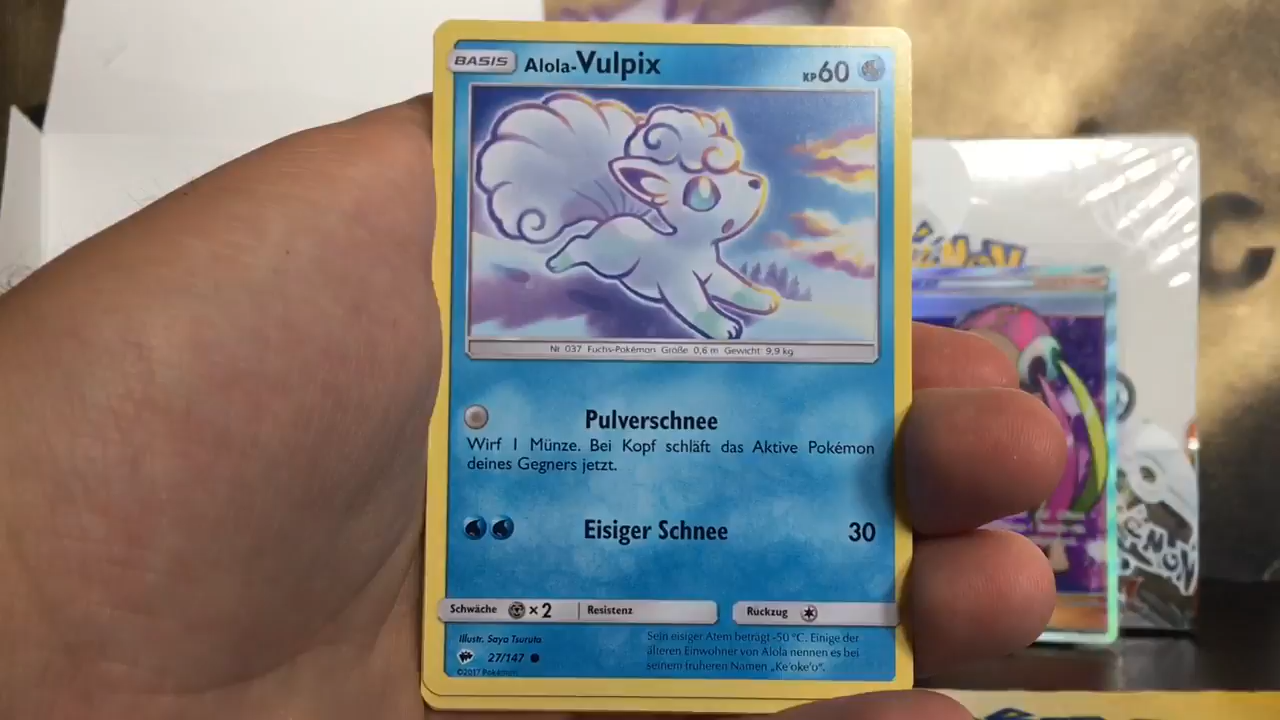 BASIS Alola-Vulpix KP60
Nr. 037 Fuchs-Pokémon Größe 0,6 m Gewicht 9,9 kg
Pulverschnee
Wirf 1 Münze. Bei Kopf schläft das Aktive Pokémon
deines Gegners jetzt.
Eisiger Schnee 30
Schwäche ×2 Resistenz Rückzug
Illustr. Saya Tsuruta
27/147
©2017 Pokémon
Sein eisiger Atem beträgt -50 °C. Einige der
älteren Einwohner von Alola nennen es bei
seinem früheren Namen „Ke'oke'o“.